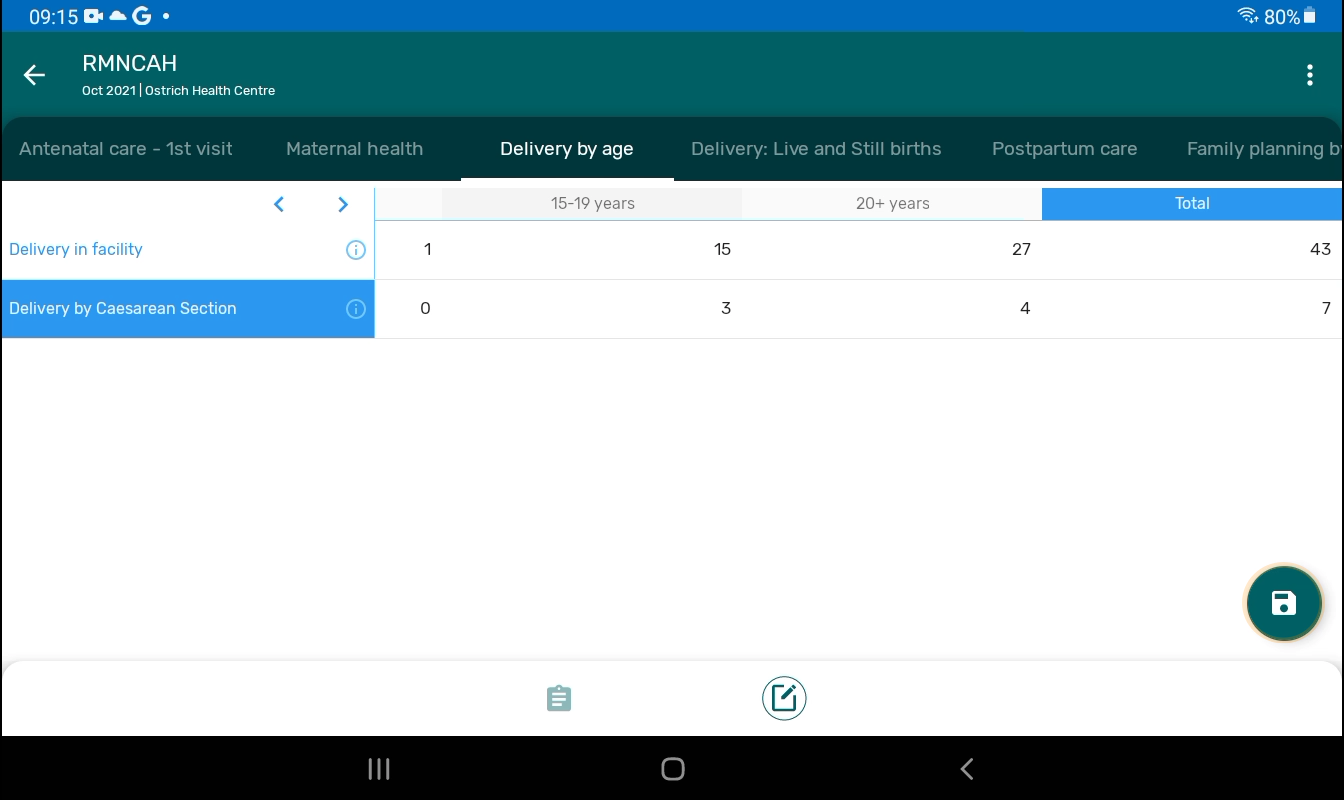 09:15 80%
RMNCAH
Oct 2021 | Ostrich Health Centre
Antenatal care - 1st visit Maternal health Delivery by age Delivery: Live and Still births Postpartum care Family planning by
15-19 years 20+ years Total
Delivery in facility 1 15 27 43
Delivery by Caesarean Section 0 3 4 7